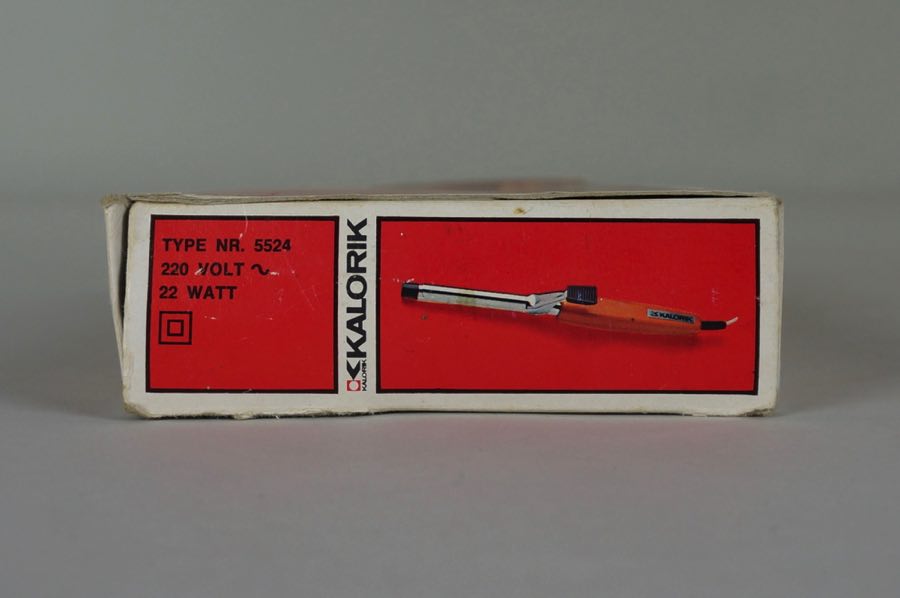 TYPE NR. 5524
220 VOLT ~
22 WATT
KALORIK
KALORIK
KALORIK